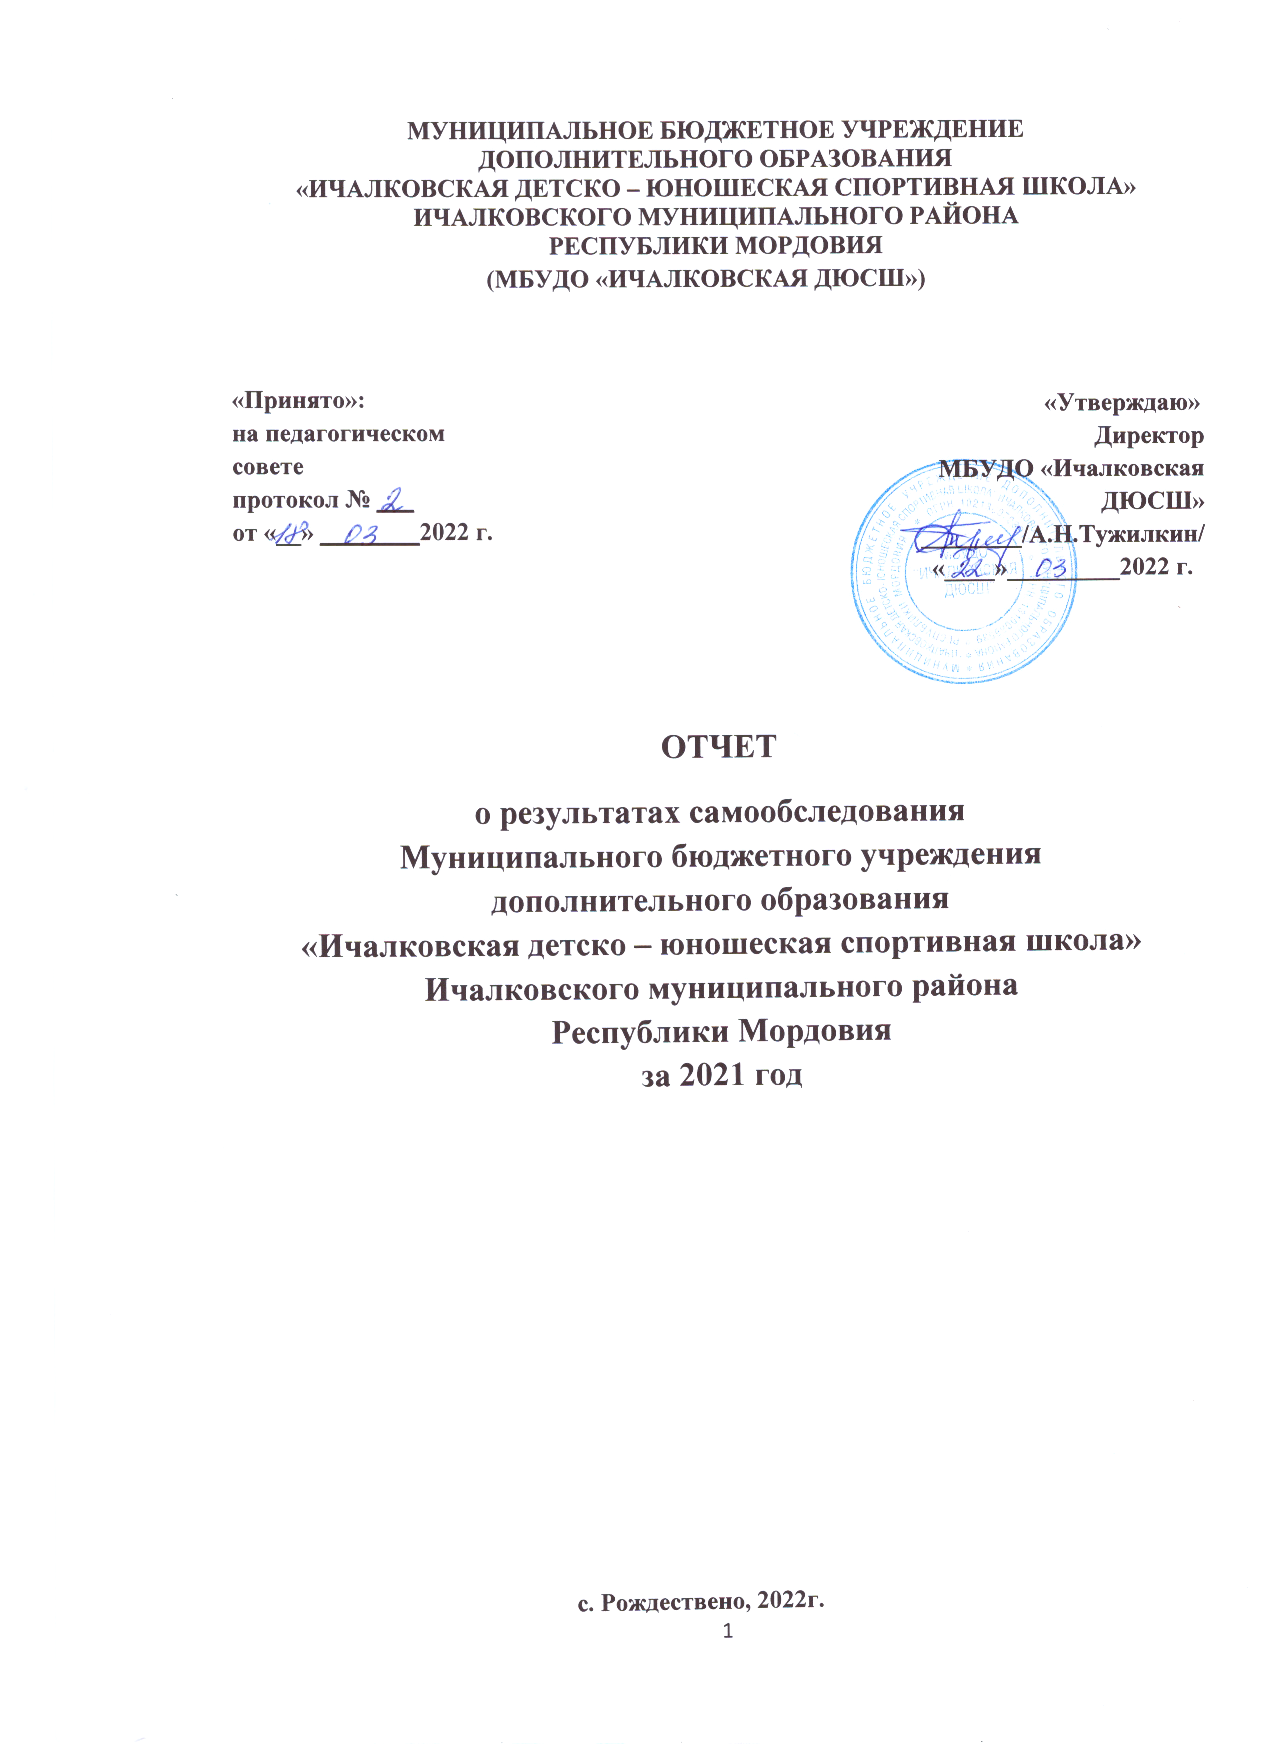 МУНИЦИПАЛЬНОЕ БЮДЖЕТНОЕ УЧРЕЖДЕНИЕ
ДОПОЛНИТЕЛЬНОГО ОБРАЗОВАНИЯ
«ИЧАЛКОВСКАЯ ДЕТСКО – ЮНОШЕСКАЯ СПОРТИВНАЯ ШКОЛА»
ИЧАЛКОВСКОГО МУНИЦИПАЛЬНОГО РАЙОНА
РЕСПУБЛИКИ МОРДОВИЯ
(МБУДО «ИЧАЛКОВСКАЯ ДЮСШ»)
«Принято»:
на педагогическом
совете
протокол № 2
от «18» 03 2022 г.
«Утверждаю»
Директор
МБУДО «Ичалковская
ДЮСШ»
/А.Н.Тужилкин/
«22» 03 2022 г.
ДЮСШ
ОТЧЕТ
о результатах самообследования
Муниципального бюджетного учреждения
дополнительного образования
«Ичалковская детско – юношеская спортивная школа»
Ичалковского муниципального района
Республики Мордовия
за 2021 год
с. Рождествено, 2022г.
1